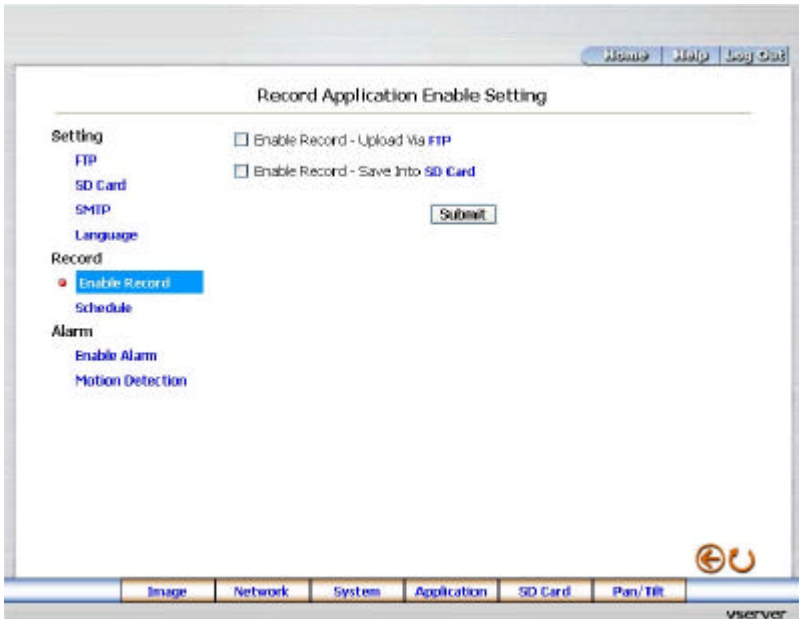 Home Help Log Out
Record Application Enable Setting
Setting
FTP
SD Card
SMTP
Language
Record
Enable Record
Schedule
Alarm
Enable Alarm
Motion Detection
Enable Record - Upload Via FTP
Enable Record - Save Into SD Card
Submit
Image Network System Application SD Card Pan/Tilt
vserver